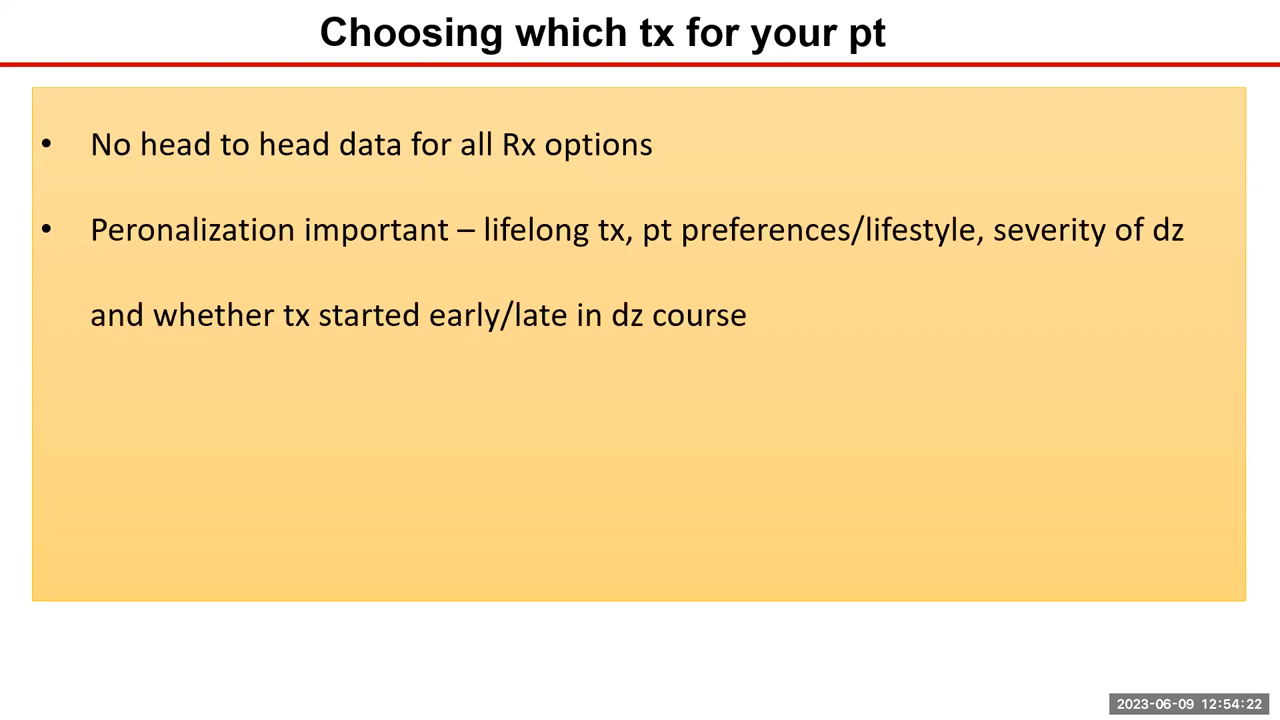 Choosing which tx for your pt
• No head to head data for all Rx options
• Peronalization important – lifelong tx, pt preferences/lifestyle, severity of dz
and whether tx started early/late in dz course
2023-06-09 12:54:22